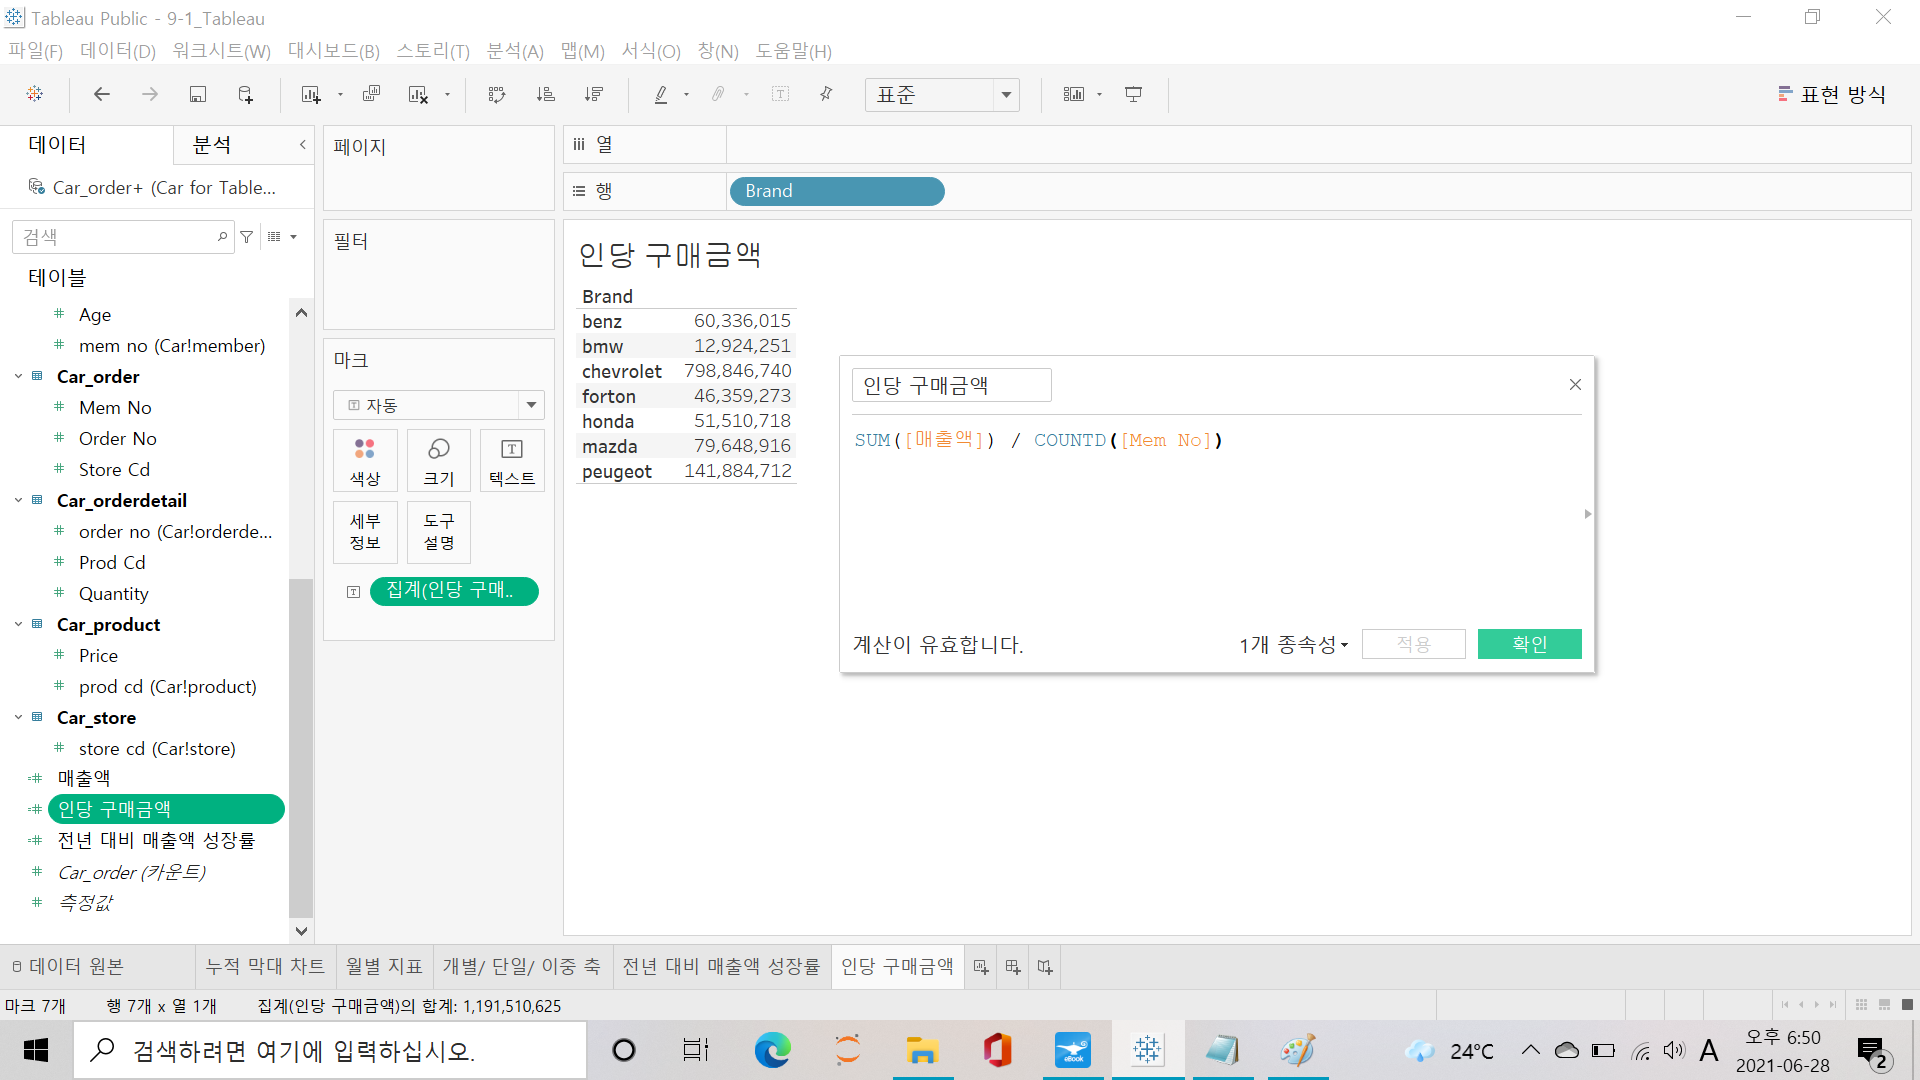 Tableau Public - 9-1_Tableau
파일(F) 데이터(D) 워크시트(W) 대시보드(B) 스토리(T) 분석(A) 맵(M) 서식(O) 창(N) 도움말(H)
표준
표현 방식
데이터
분석
Car_order+ (Car for Table...
검색
테이블
Age
mem no (Car!member)
Car_order
Mem No
Order No
Store Cd
Car_orderdetail
order no (Car!orderde...
Prod Cd
Quantity
Car_product
Price
prod cd (Car!product)
Car_store
store cd (Car!store)
매출액
인당 구매금액
전년 대비 매출액 성장률
Car_order (카운트)
측정값
페이지
필터
마크
자동
색상
크기
텍스트
세부
정보
도구
설명
집계(인당 구매..
열
행
Brand
인당 구매금액
Brand
benz 60,336,015
bmw 12,924,251
chevrolet 798,846,740
forton 46,359,273
honda 51,510,718
mazda 79,648,916
peugeot 141,884,712
인당 구매금액
SUM([매출액]) / COUNTD([Mem No])
계산이 유효합니다.
1개 종속성
적용
확인
데이터 원본
누적 막대 차트
월별 지표
개별/ 단일/ 이중 축
전년 대비 매출액 성장률
인당 구매금액
마크 7개
행 7개 x 열 1개
집계(인당 구매금액)의 합계: 1,191,510,625
검색하려면 여기에 입력하십시오.
eBook
24°C
A
오후 6:50
2021-06-28
2